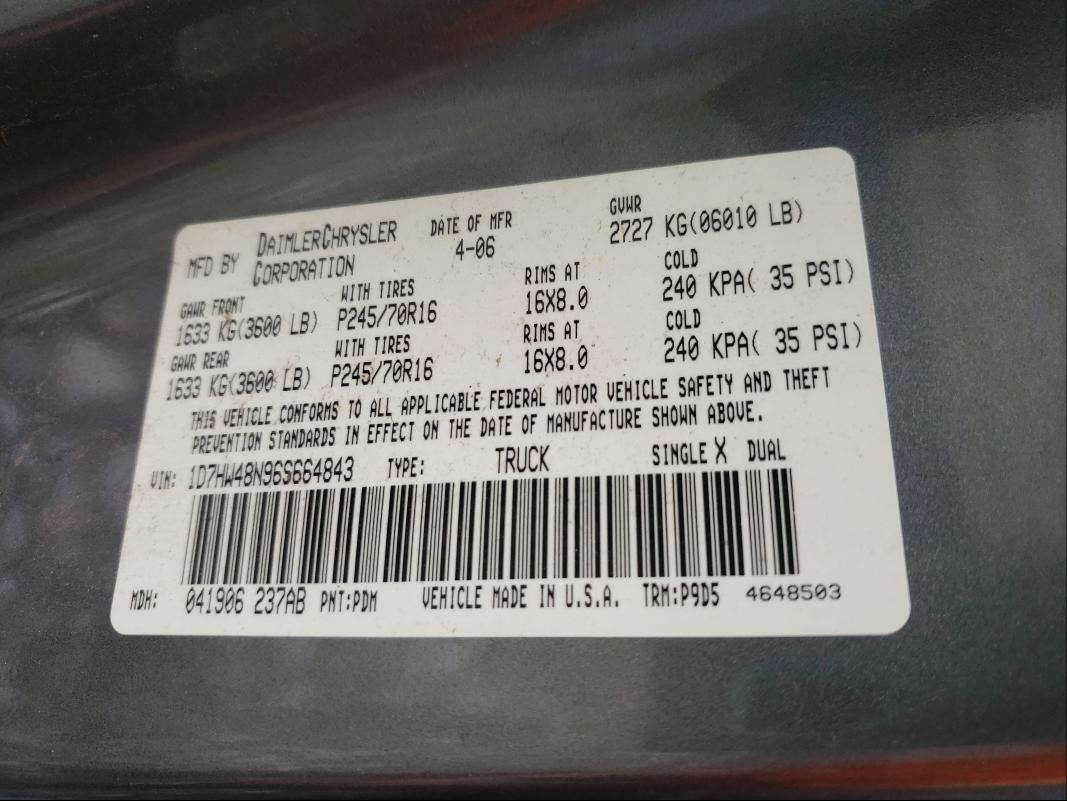 MFD BY DAIMLERCHRYSLER CORPORATION DATE OF MFR 4-06 GVWR 2727 KG(06010 LB)
GAWR FRONT WITH TIRES RIMS AT COLD
1633 KG(3600 LB) P245/70R16 16X8.0 240 KPA( 35 PSI)
GAWR REAR WITH TIRES RIMS AT COLD
1633 KG(3600 LB) P245/70R16 16X8.0 240 KPA( 35 PSI)
THIS VEHICLE CONFORMS TO ALL APPLICABLE FEDERAL MOTOR VEHICLE SAFETY AND THEFT
PREVENTION STANDARDS IN EFFECT ON THE DATE OF MANUFACTURE SHOWN ABOVE.
VIN: 1D7HW48N96S664843 TYPE: TRUCK SINGLE X DUAL
MDH: 041906 237AB PNT:PDM VEHICLE MADE IN U.S.A. TRM:P9D5 4648503